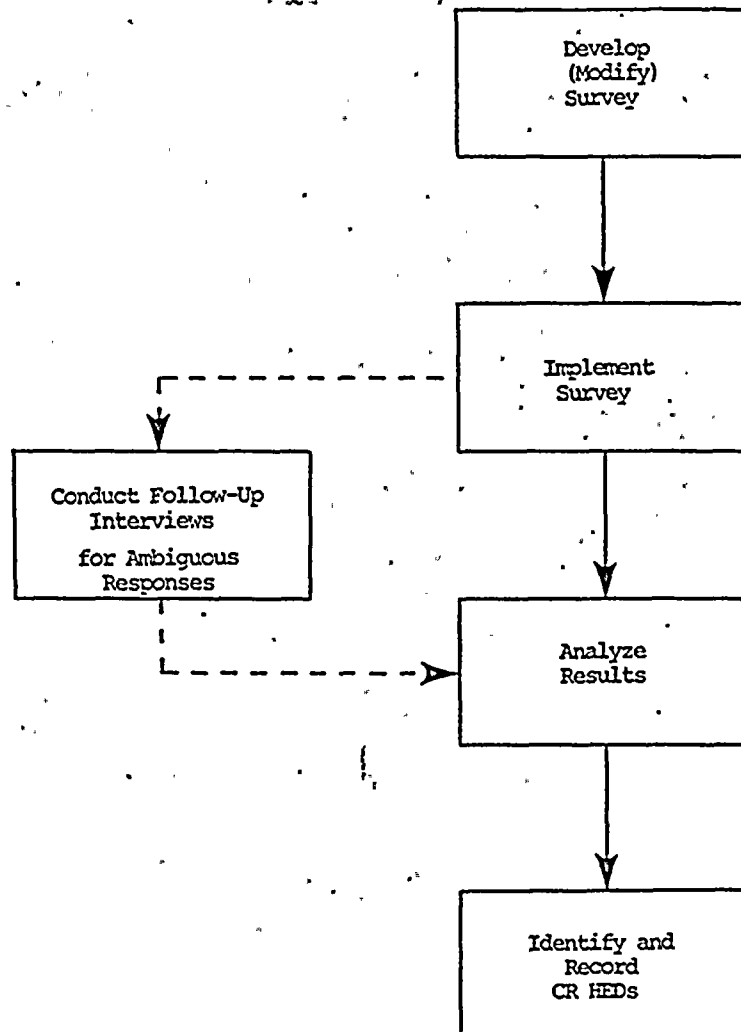 Develop
(Modify)
Survey
Implement
Survey
Conduct Follow-Up
Interviews
for Ambiguous
Responses
Analyze
Results
Identify and
Record
CR HEDs